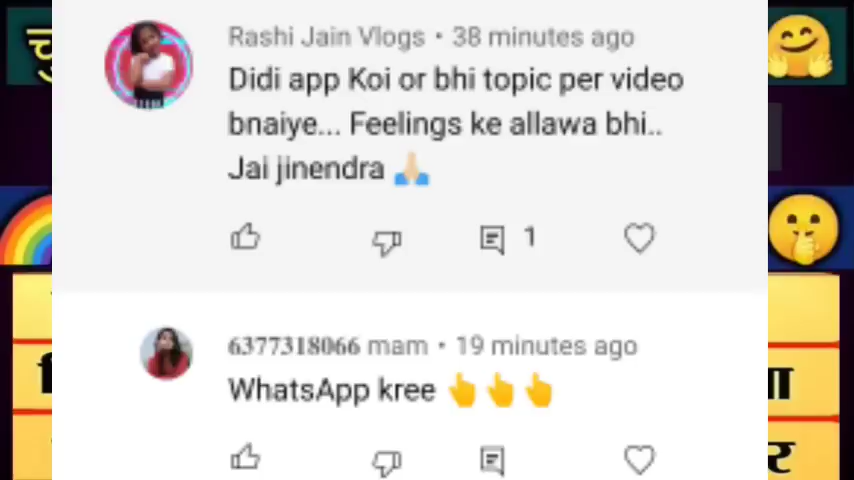 चु
Rashi Jain Vlogs • 38 minutes ago
Didi app Koi or bhi topic per video
bnaiye... Feelings ke allawa bhi..
Jai jinendra 🙏🏻
1
6377318066 mam • 19 minutes ago
WhatsApp kree 👆👆👆
र